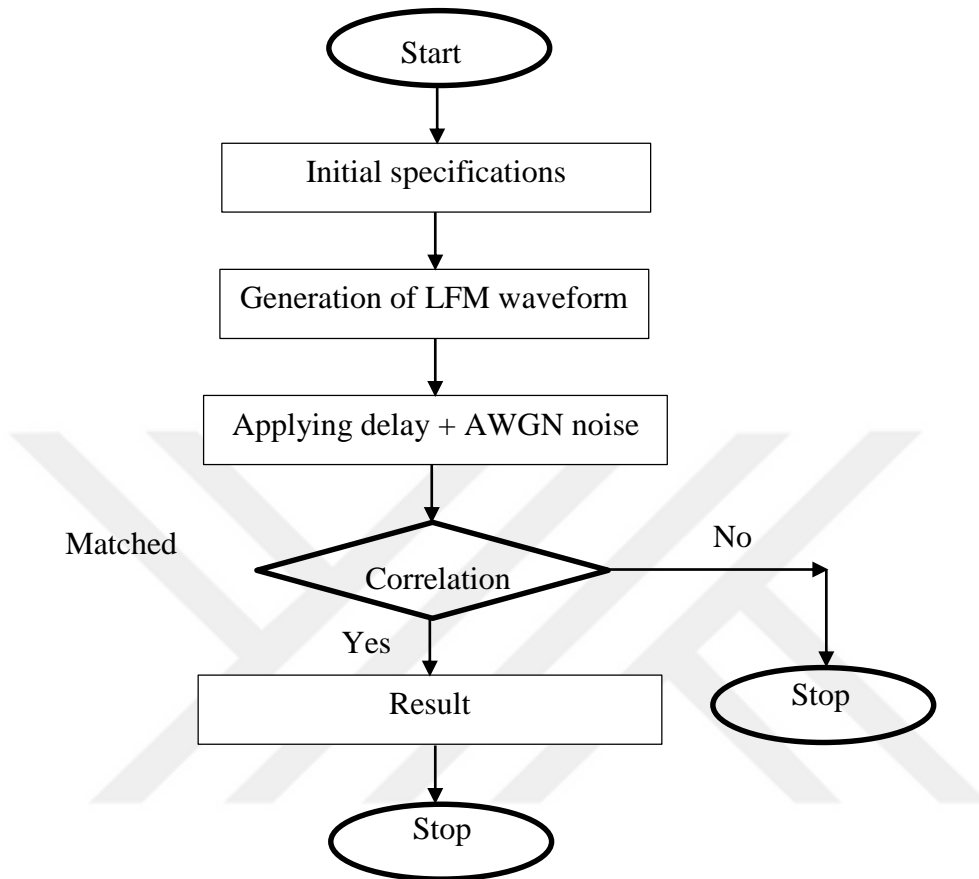 Start
Initial specifications
Generation of LFM waveform
Applying delay + AWGN noise
Matched
Correlation
No
Yes
Result
Stop
Stop